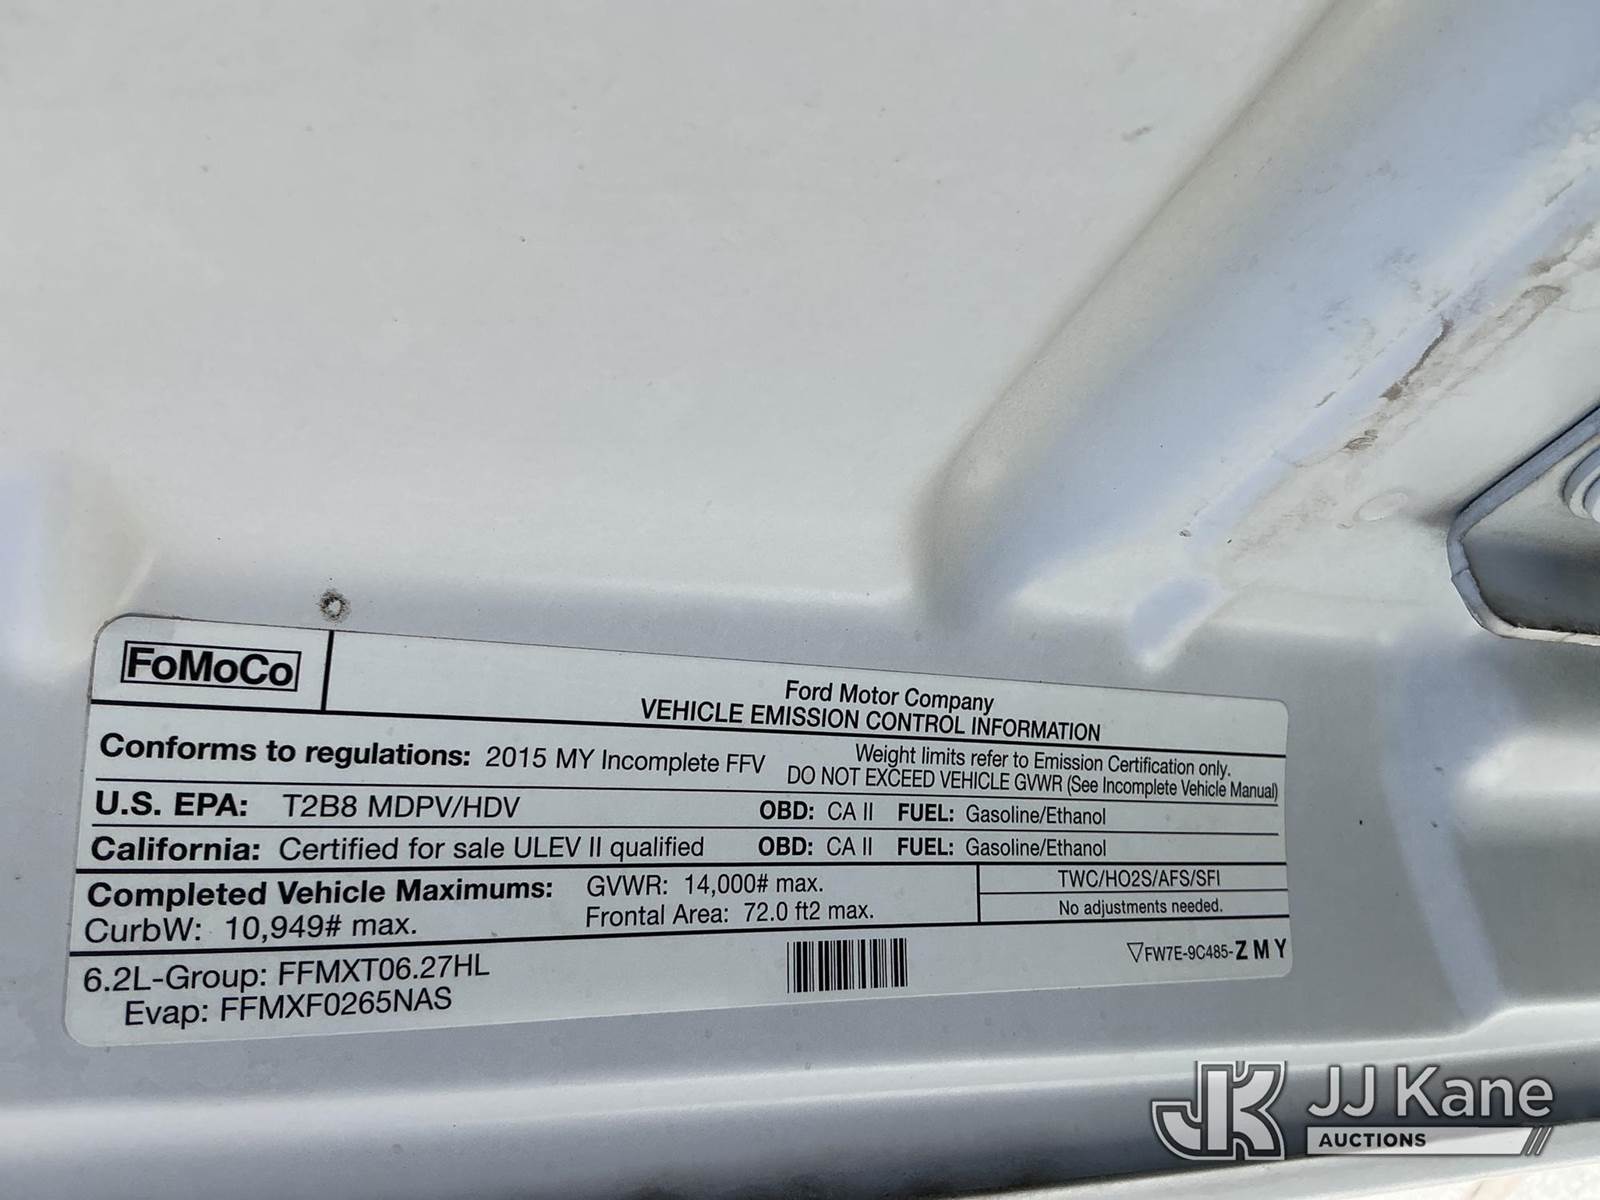 FoMoCo
Ford Motor Company
VEHICLE EMISSION CONTROL INFORMATION
Conforms to regulations: 2015 MY Incomplete FFV
Weight limits refer to Emission Certification only.
DO NOT EXCEED VEHICLE GVWR (See Incomplete Vehicle Manual)
U.S. EPA: T2B8 MDPV/HDV OBD: CA II FUEL: Gasoline/Ethanol
California: Certified for sale ULEV II qualified OBD: CA II FUEL: Gasoline/Ethanol
Completed Vehicle Maximums: GVWR: 14,000# max.
CurbW: 10,949# max. Frontal Area: 72.0 ft2 max.
TWC/HO2S/AFS/SFI
No adjustments needed.
6.2L-Group: FFMXT06.27HL
Evap: FFMXF0265NAS
FW7E-9C485-ZMY
JK JJ Kane
AUCTIONS